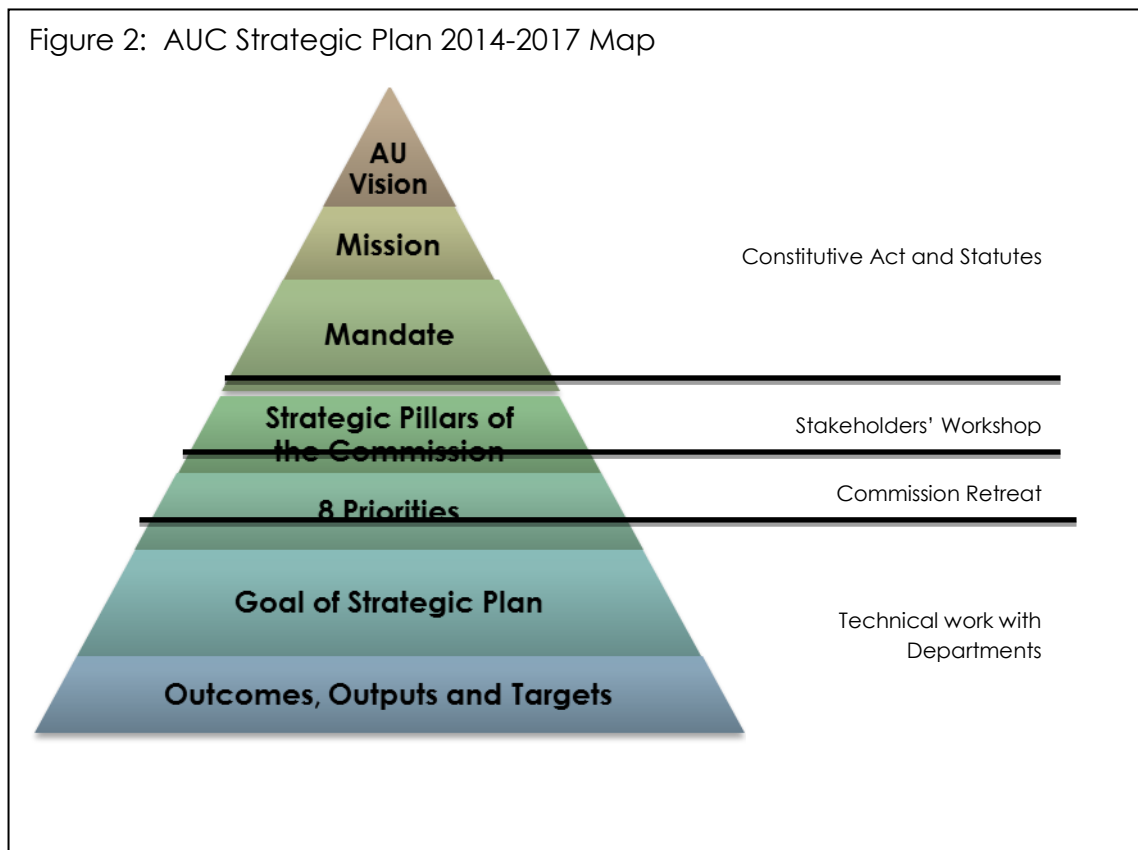 Figure 2: AUC Strategic Plan 2014-2017 Map
AU
Vision
Mission
Constitutive Act and Statutes
Mandate
Strategic Pillars of
the Commission
Stakeholders’ Workshop
8 Priorities
Commission Retreat
Goal of Strategic Plan
Technical work with
Departments
Outcomes, Outputs and Targets